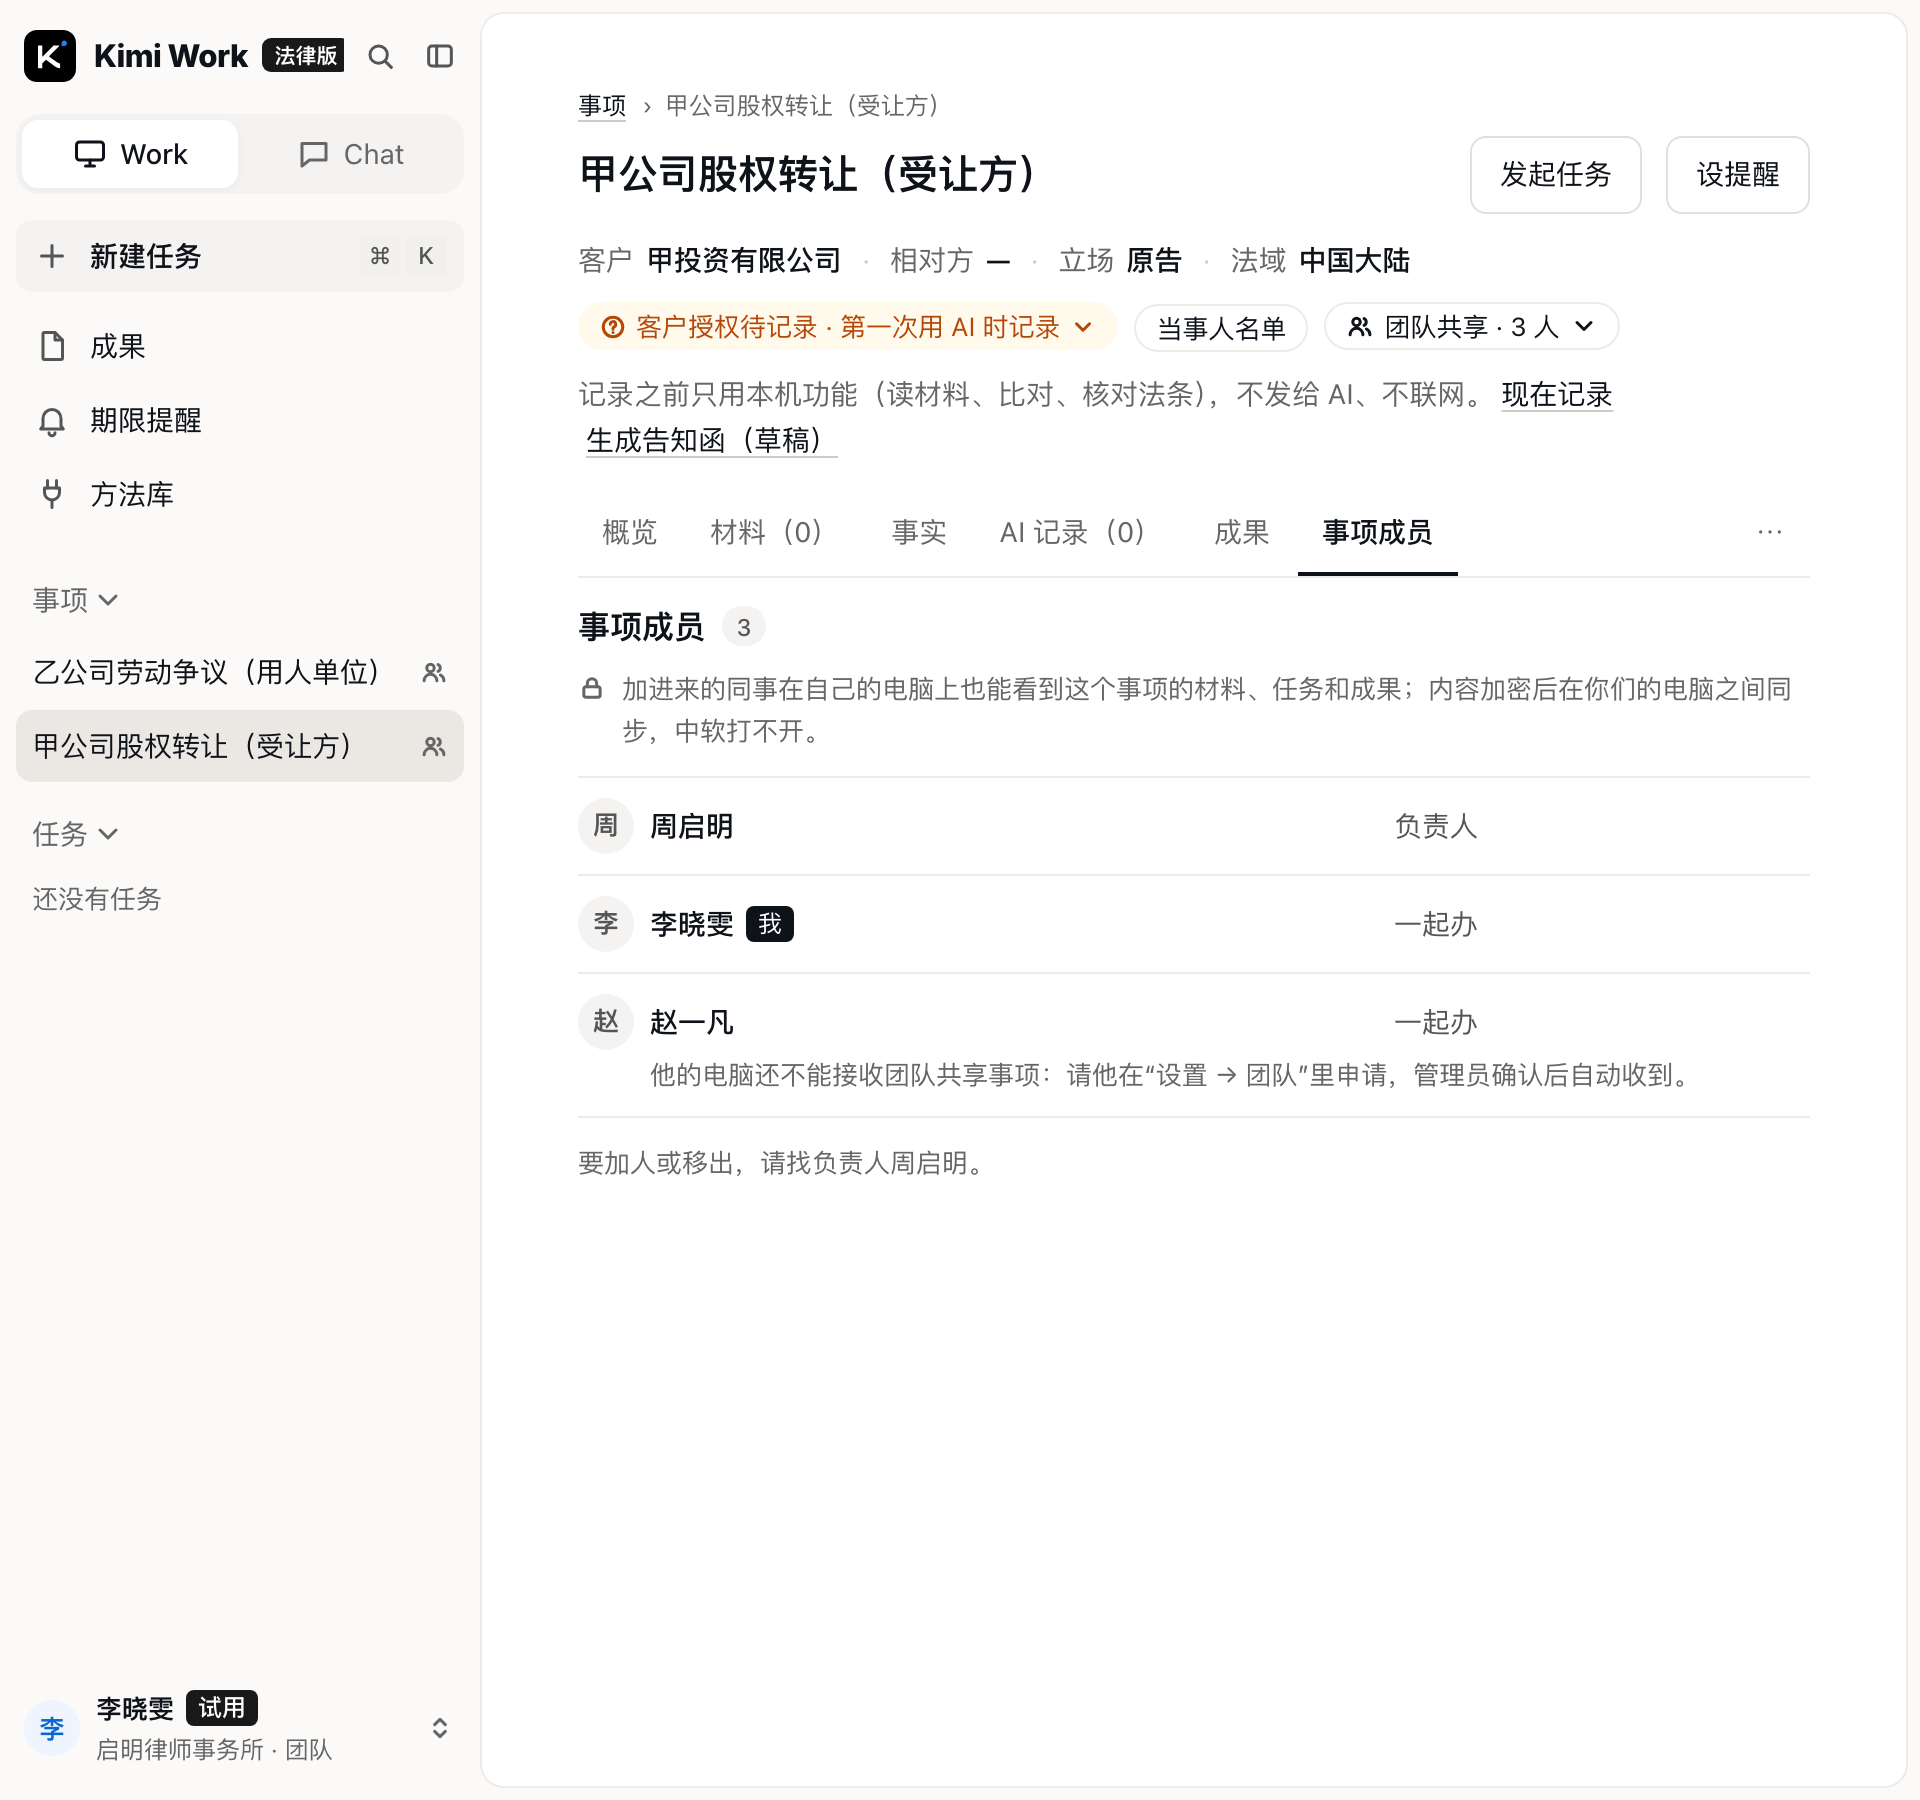 Kimi Work 法律版
Work
Chat
新建任务 ⌘ K
成果
期限提醒
方法库
事项
乙公司劳动争议（用人单位）
甲公司股权转让（受让方）
任务
还没有任务
李 李晓雯 试用
启明律师事务所 · 团队
事项 › 甲公司股权转让（受让方）
甲公司股权转让（受让方）
发起任务
设提醒
客户 甲投资有限公司 · 相对方 — · 立场 原告 · 法域 中国大陆
客户授权待记录 · 第一次用 AI 时记录
当事人名单
团队共享 · 3 人
记录之前只用本机功能（读材料、比对、核对法条），不发给 AI、不联网。 现在记录
生成告知函（草稿）
概览 材料（0） 事实 AI 记录（0） 成果 事项成员 ···
事项成员 3
加进来的同事在自己的电脑上也能看到这个事项的材料、任务和成果；内容加密后在你们的电脑之间同
步，中软打不开。
周 周启明 负责人
李 李晓雯 我 一起办
赵 赵一凡 一起办
他的电脑还不能接收团队共享事项：请他在“设置 → 团队”里申请，管理员确认后自动收到。
要加人或移出，请找负责人周启明。